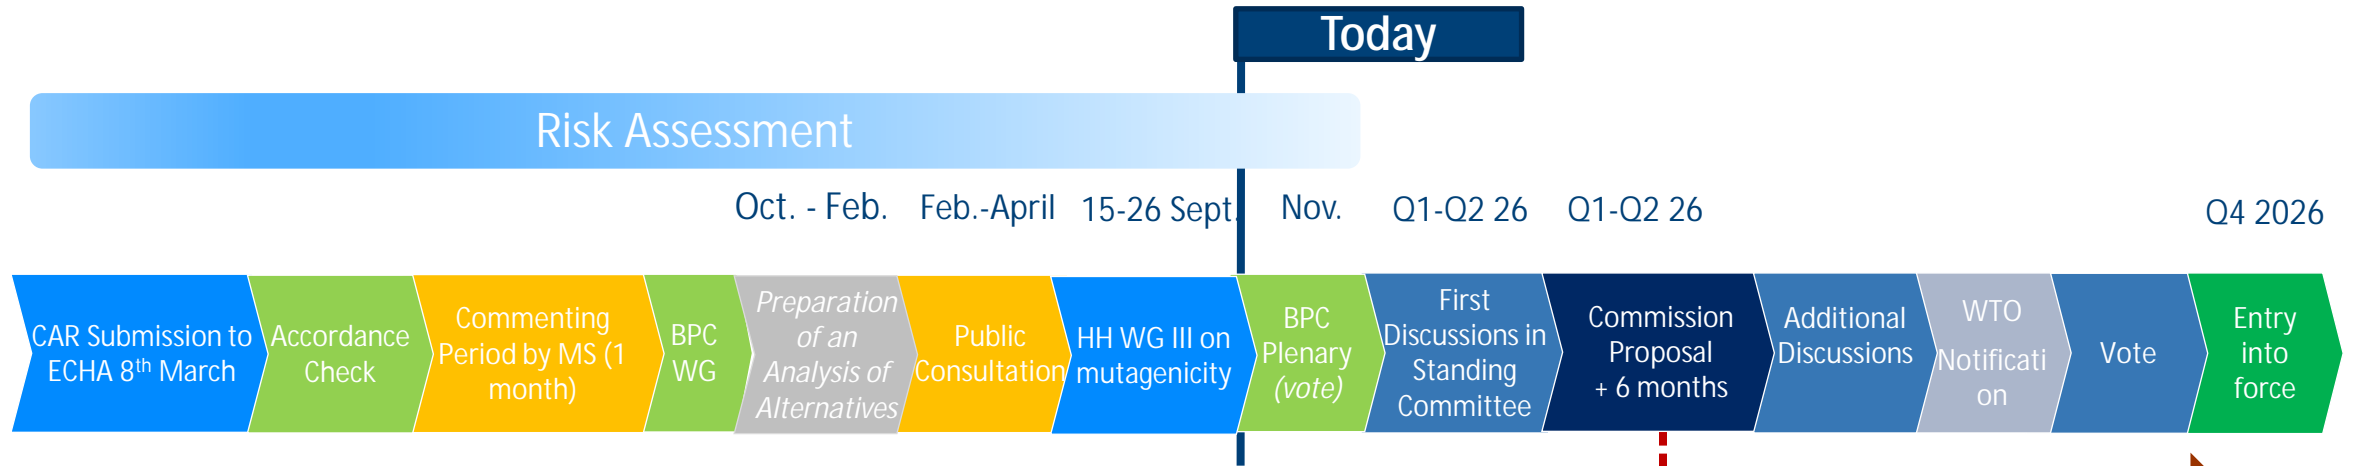 Today
Risk Assessment
Oct. - Feb.
Feb.-April
15-26 Sept.
Nov.
Q1-Q2 26
Q1-Q2 26
Q4 2026
CAR Submission to
ECHA 8th March
Accordance
Check
Commenting
Period by MS (1
month)
BPC
WG
Preparation
of an
Analysis of
Alternatives
Public
Consultation
HH WG III on
mutagenicity
BPC
Plenary
(vote)
First
Discussions in
Standing
Committee
Commission
Proposal
+ 6 months
Additional
Discussions
WTO
Notificati
on
Vote
Entry
into
force